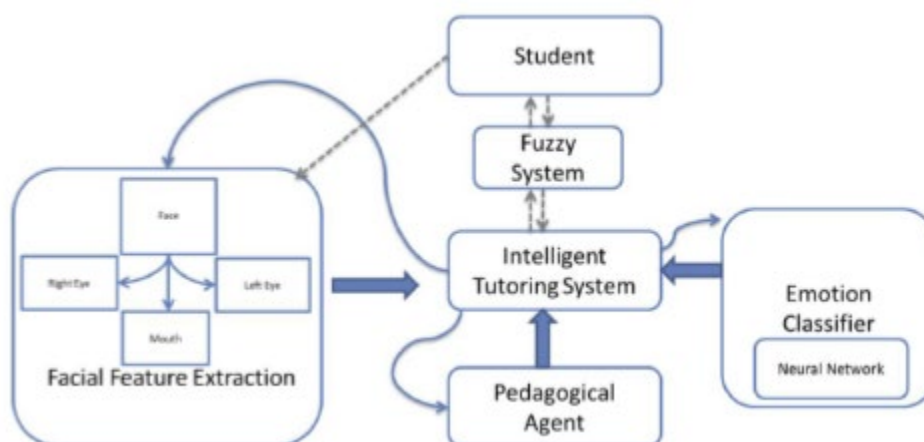 Student
Fuzzy
System
Face
Right Eye
Left Eye
Mouth
Facial Feature Extraction
Intelligent
Tutoring System
Emotion
Classifier
Neural Network
Pedagogical
Agent